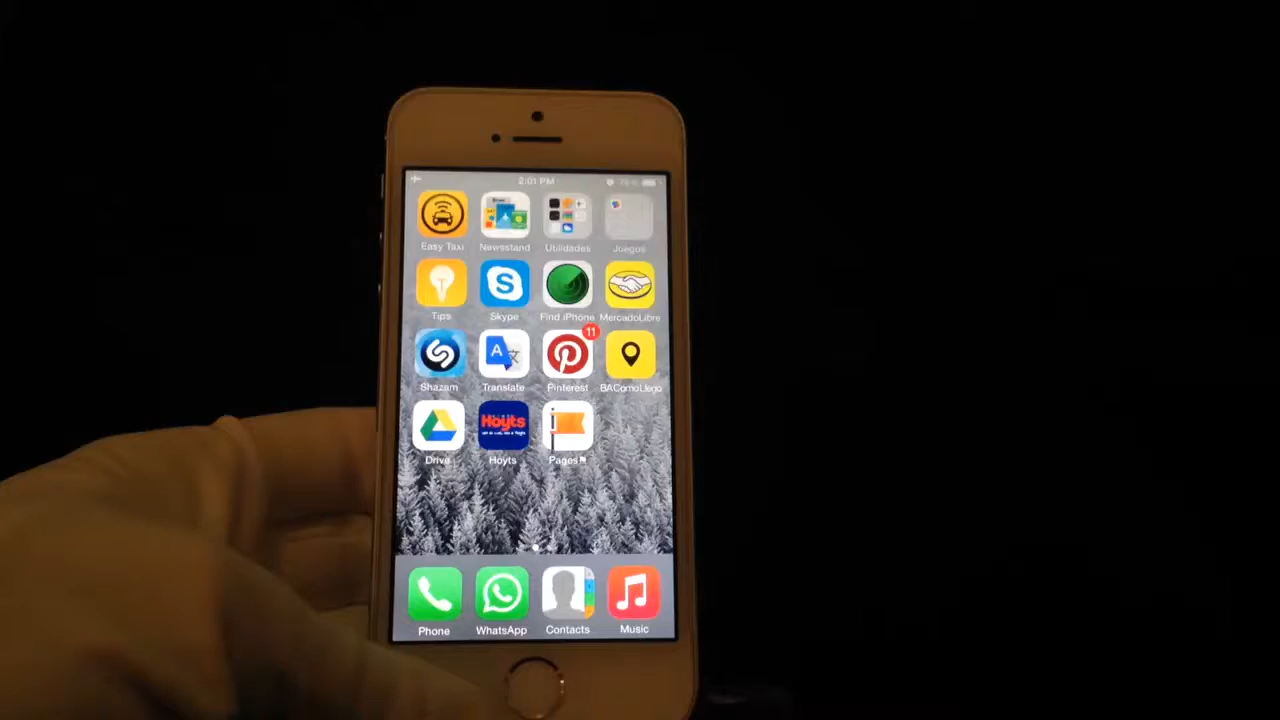 2:01 PM
Easy Taxi Newsstand Utilidades Juegos
Tips Skype Find iPhone MercadoLibre
11
Shazam Translate Pinterest BAComoLlego
Hoyts
Drive Hoyts Pages
Phone WhatsApp Contacts Music